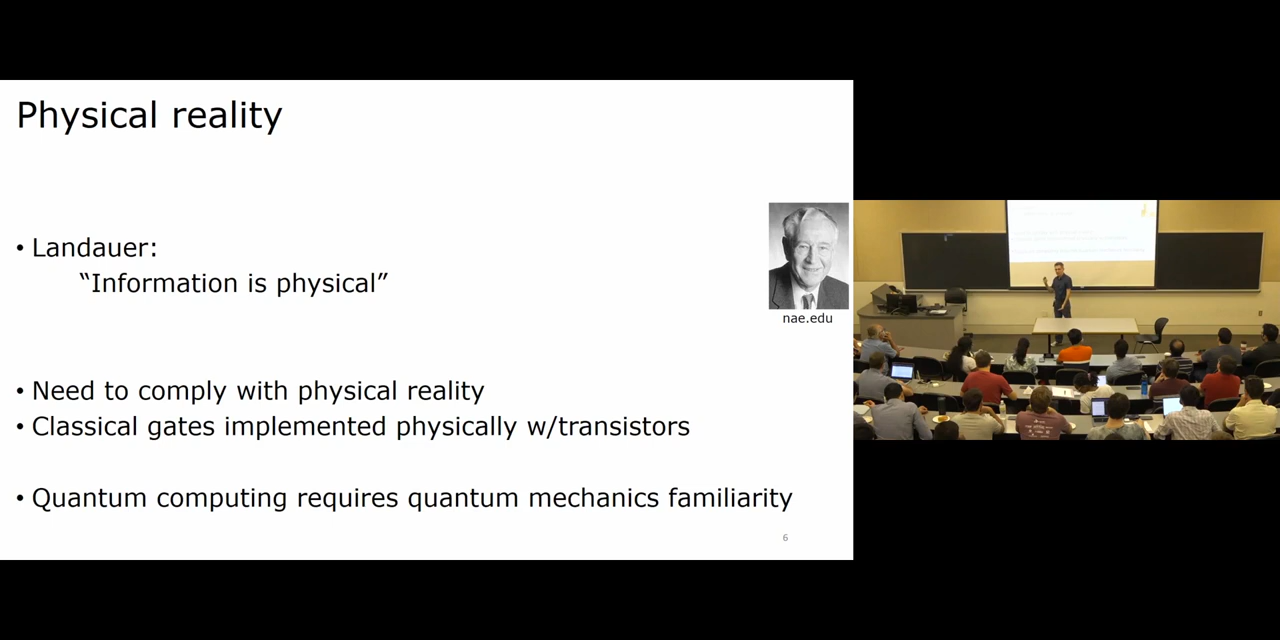 Physical reality
• Landauer:
“Information is physical”
nae.edu
• Need to comply with physical reality
• Classical gates implemented physically w/transistors
• Quantum computing requires quantum mechanics familiarity
6